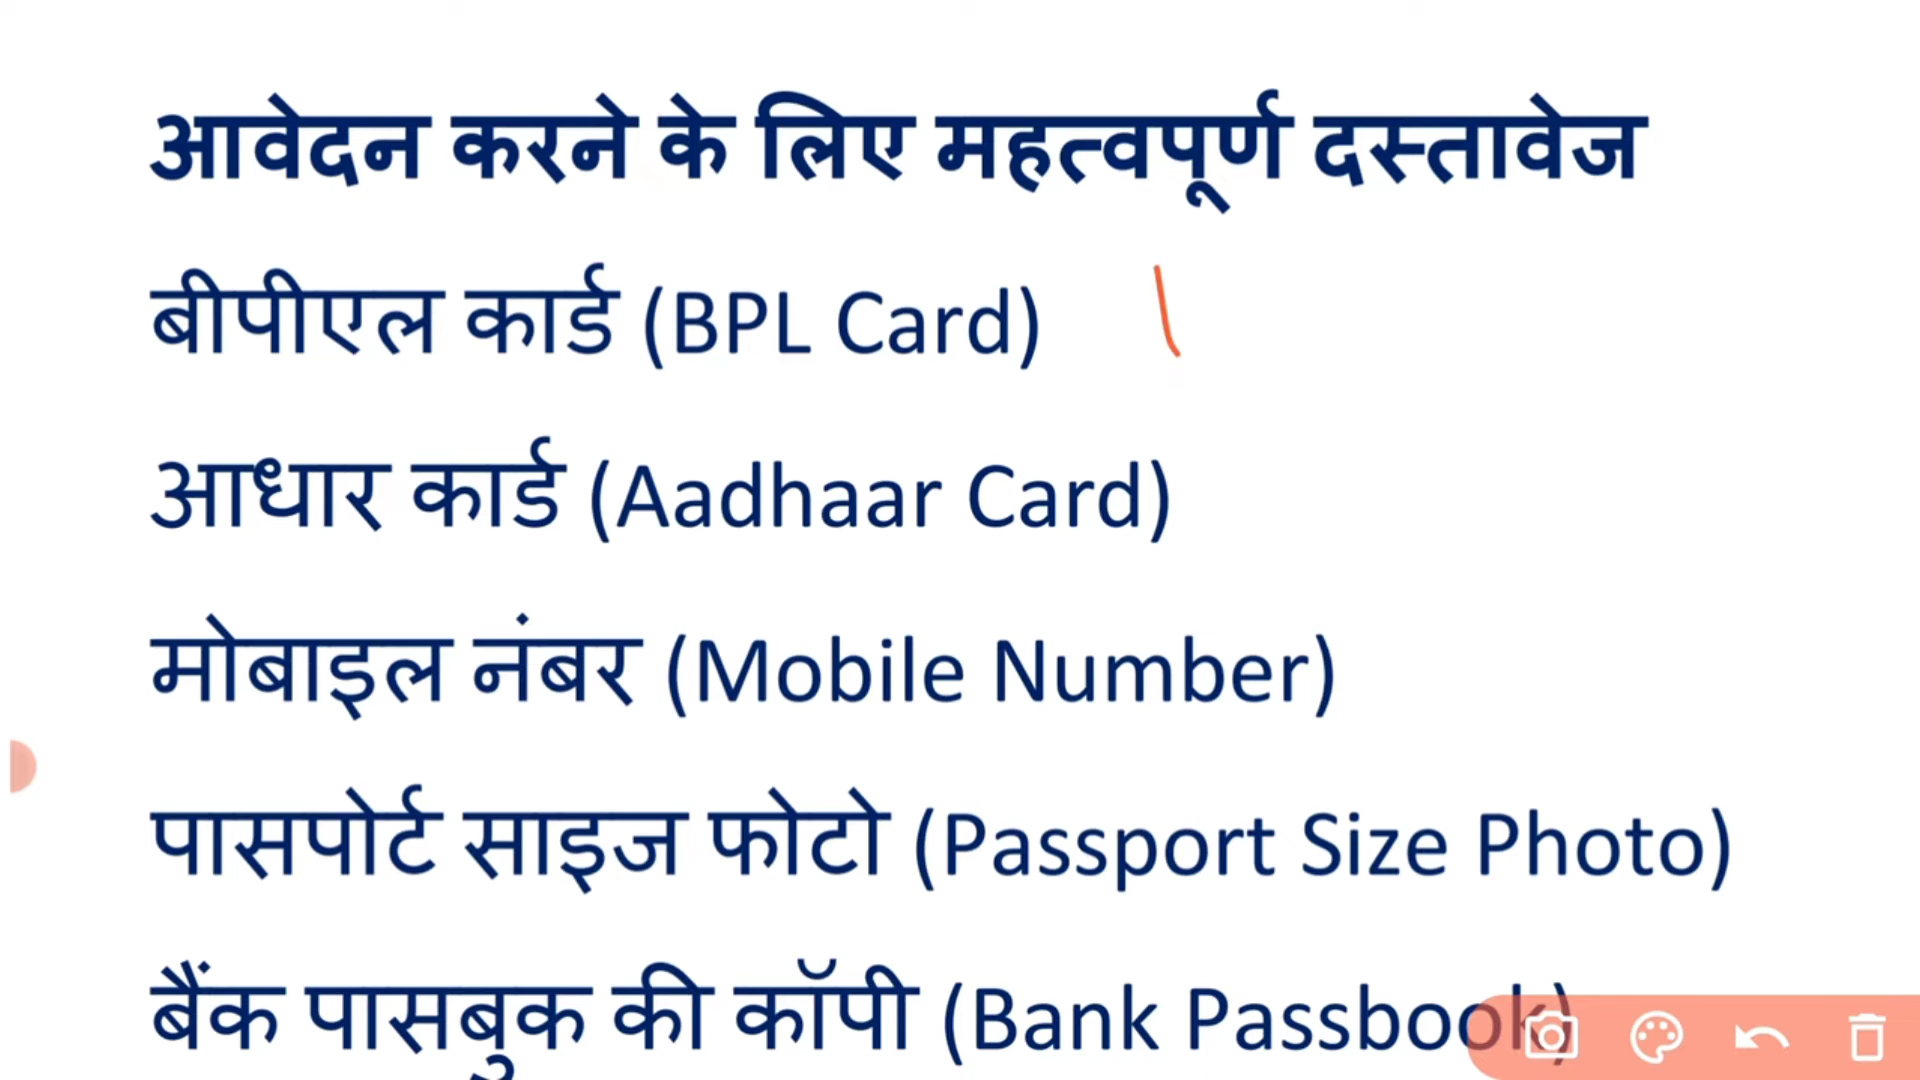 आवेदन करने के लिए महत्वपूर्ण दस्तावेज
बीपीएल कार्ड (BPL Card)
आधार कार्ड (Aadhaar Card)
मोबाइल नंबर (Mobile Number)
पासपोर्ट साइज फोटो (Passport Size Photo)
बैंक पासबुक की कॉपी (Bank Passbook)